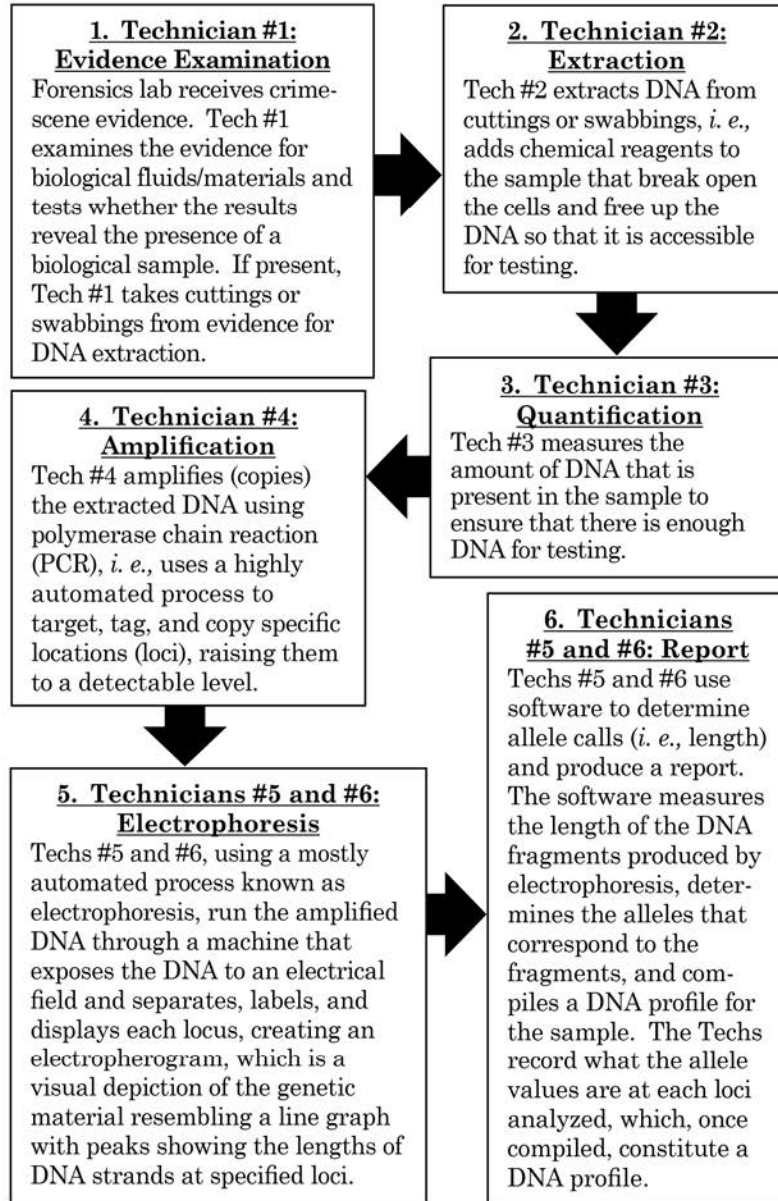 1. Technician #1:
Evidence Examination
Forensics lab receives crime-
scene evidence. Tech #1
examines the evidence for
biological fluids/materials and
tests whether the results
reveal the presence of a
biological sample. If present,
Tech #1 takes cuttings or
swabbings from evidence for
DNA extraction.
2. Technician #2:
Extraction
Tech #2 extracts DNA from
cuttings or swabbings, i. e.,
adds chemical reagents to
the sample that break open
the cells and free up the
DNA so that it is accessible
for testing.
3. Technician #3:
Quantification
Tech #3 measures the
amount of DNA that is
present in the sample to
ensure that there is enough
DNA for testing.
4. Technician #4:
Amplification
Tech #4 amplifies (copies)
the extracted DNA using
polymerase chain reaction
(PCR), i. e., uses a highly
automated process to
target, tag, and copy specific
locations (loci), raising them
to a detectable level.
5. Technicians #5 and #6:
Electrophoresis
Techs #5 and #6, using a mostly
automated process known as
electrophoresis, run the amplified
DNA through a machine that
exposes the DNA to an electrical
field and separates, labels, and
displays each locus, creating an
electropherogram, which is a
visual depiction of the genetic
material resembling a line graph
with peaks showing the lengths of
DNA strands at specified loci.
6. Technicians
#5 and #6: Report
Techs #5 and #6 use
software to determine
allele calls (i. e., length)
and produce a report.
The software measures
the length of the DNA
fragments produced by
electrophoresis, deter-
mines the alleles that
correspond to the
fragments, and com-
piles a DNA profile for
the sample. The Techs
record what the allele
values are at each loci
analyzed, which, once
compiled, constitute a
DNA profile.